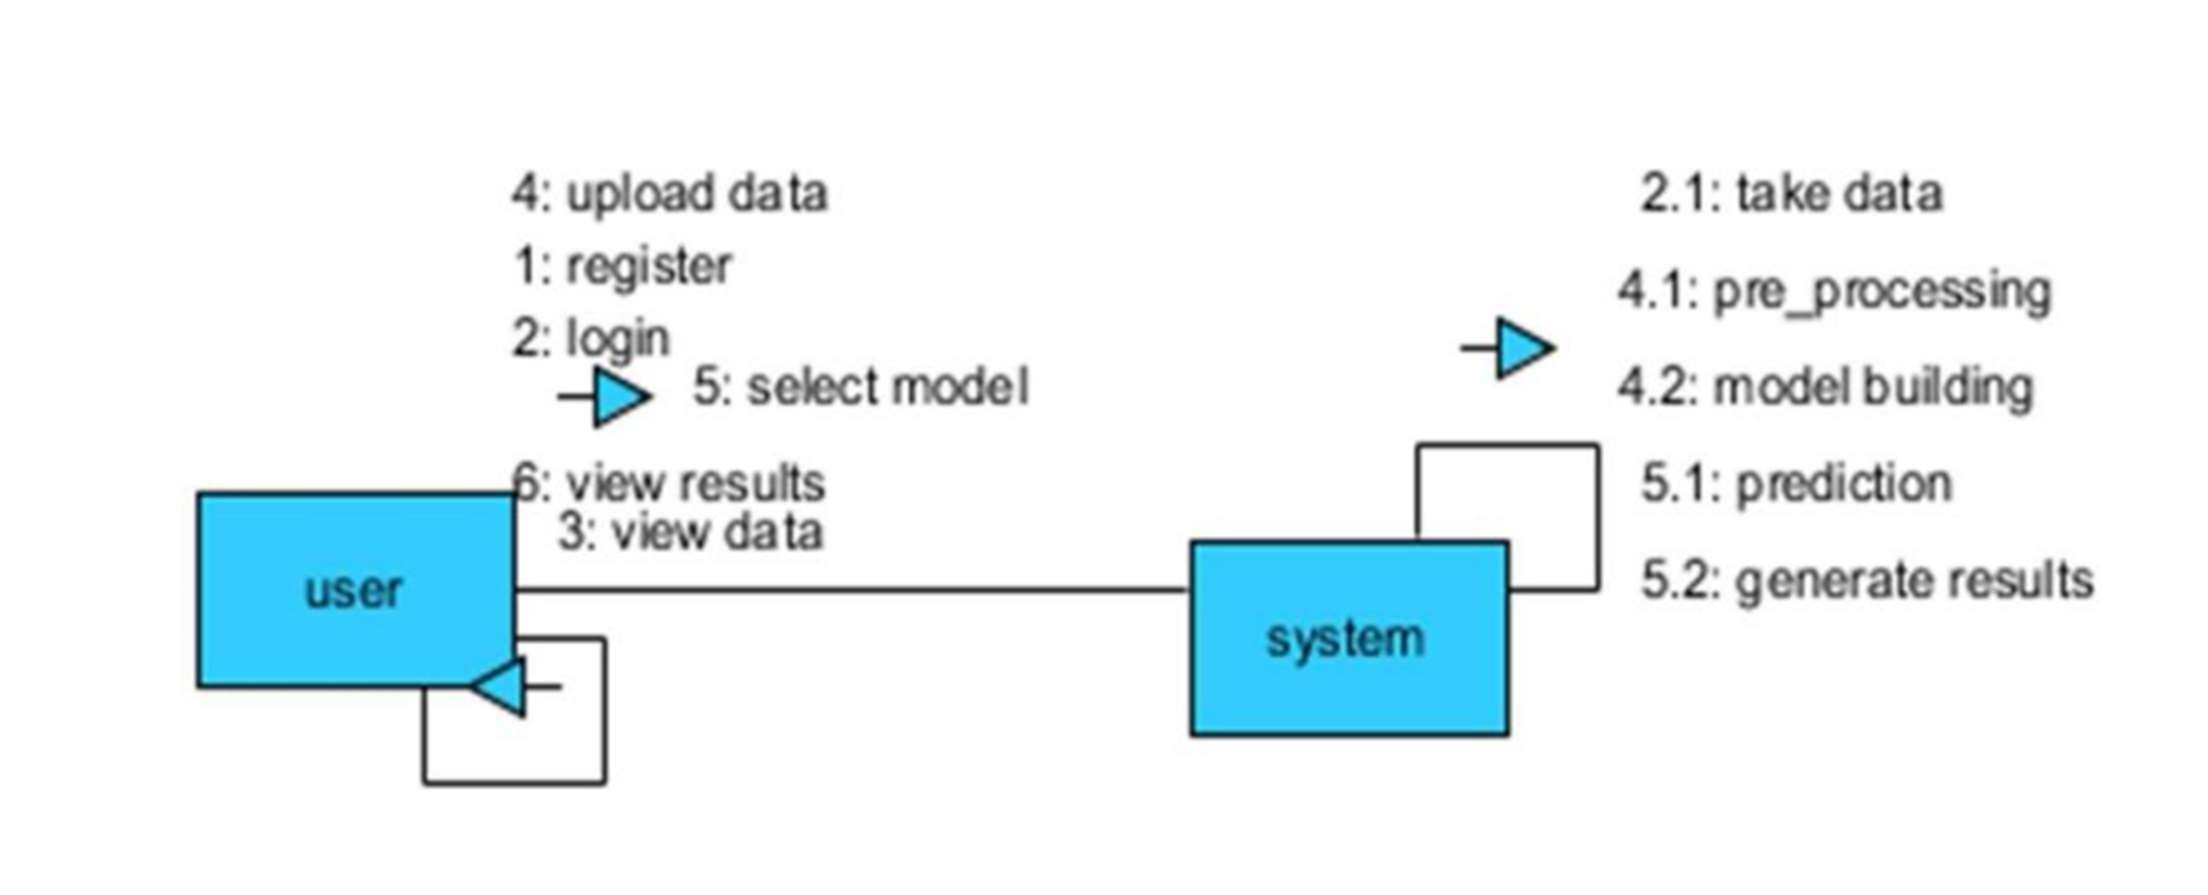 4: upload data
1: register
2: login
5: select model
6: view results
3: view data
user
2.1: take data
4.1: pre_processing
4.2: model building
5.1: prediction
5.2: generate results
system